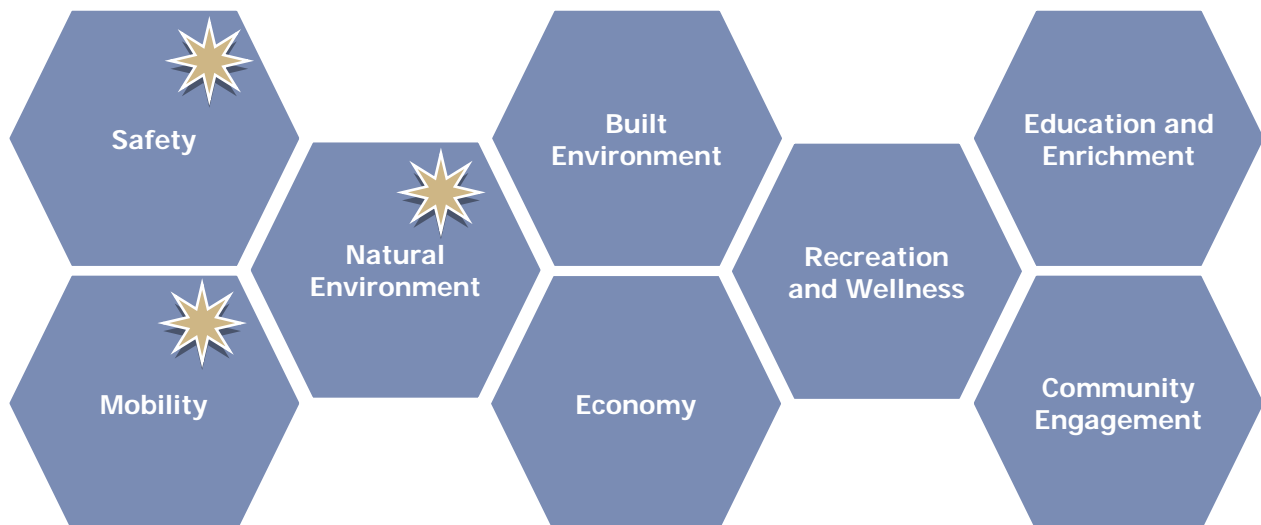 Safety
Built
Environment
Education and
Enrichment
Natural
Environment
Recreation
and Wellness
Mobility
Economy
Community
Engagement